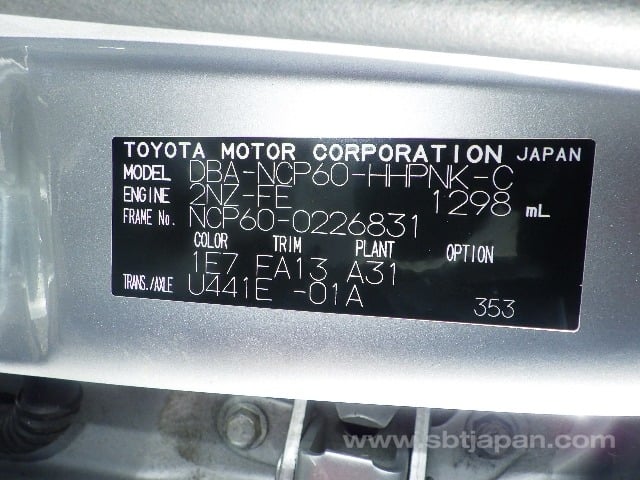 TOYOTA MOTOR CORPORATION JAPAN
MODEL DBA-NCP60-HHPNK-C
ENGINE 2NZ-FE 1298 mL
FRAME No. NCP60-0226831
COLOR TRIM PLANT OPTION
1E7 FA13 A31
TRANS./AXLE U441E -01A
353
www.sbtjapan.com